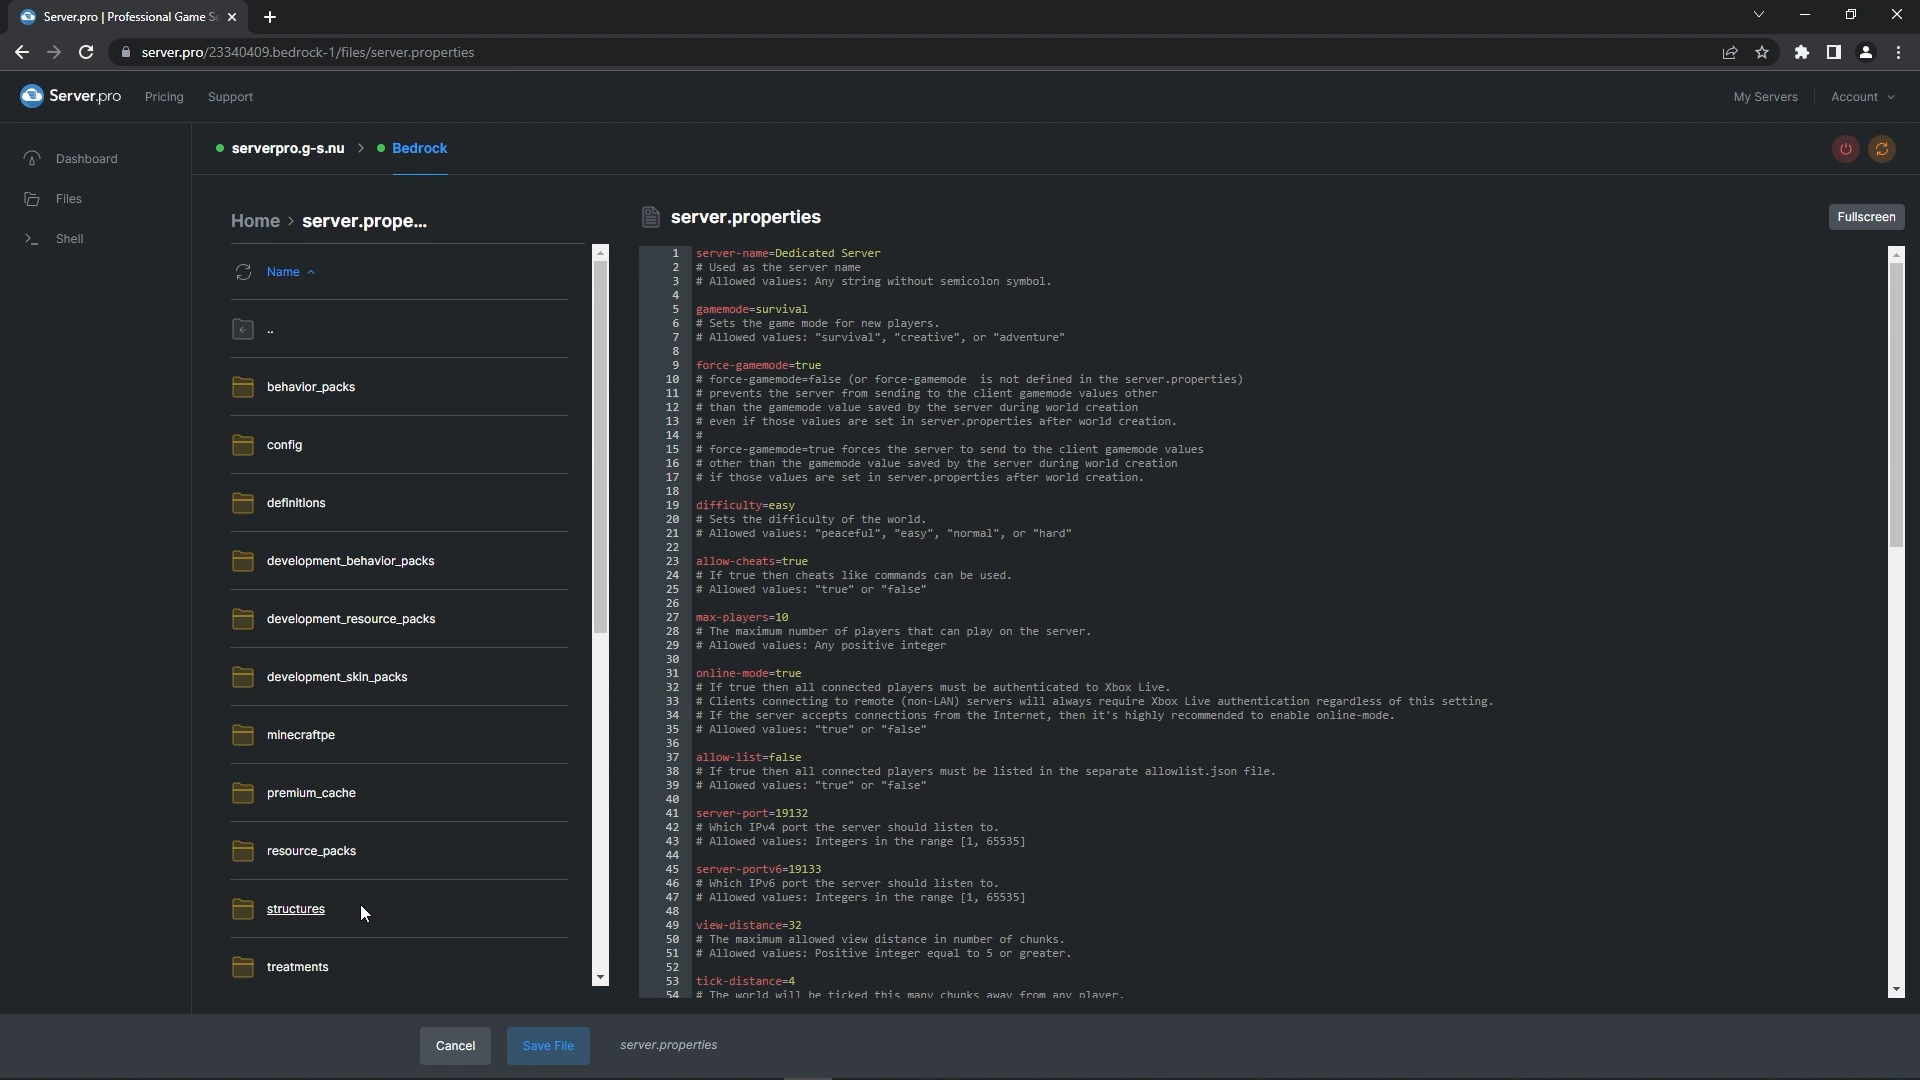 Server.pro | Professional Game S
server.pro/23340409.bedrock-1/files/server.properties
Server.pro
Pricing
Support
My Servers
Account
Dashboard
Files
Shell
serverpro.g-s.nu > Bedrock
Home > server.prope...
Name
..
behavior_packs
config
definitions
development_behavior_packs
development_resource_packs
development_skin_packs
minecraftpe
premium_cache
resource_packs
structures
treatments
server.properties
Fullscreen
1 server-name=Dedicated Server
2 # Used as the server name
3 # Allowed values: Any string without semicolon symbol.
4
5 gamemode=survival
6 # Sets the game mode for new players.
7 # Allowed values: "survival", "creative", or "adventure"
8
9 force-gamemode=true
10 # force-gamemode=false (or force-gamemode  is not defined in the server.properties)
11 # prevents the server from sending to the client gamemode values other
12 # than the gamemode value saved by the server during world creation
13 # even if those values are set in server.properties after world creation.
14 #
15 # force-gamemode=true forces the server to send to the client gamemode values
16 # other than the gamemode value saved by the server during world creation
17 # if those values are set in server.properties after world creation.
18
19 difficulty=easy
20 # Sets the difficulty of the world.
21 # Allowed values: "peaceful", "easy", "normal", or "hard"
22
23 allow-cheats=true
24 # If true then cheats like commands can be used.
25 # Allowed values: "true" or "false"
26
27 max-players=10
28 # The maximum number of players that can play on the server.
29 # Allowed values: Any positive integer
30
31 online-mode=true
32 # If true then all connected players must be authenticated to Xbox Live.
33 # Clients connecting to remote (non-LAN) servers will always require Xbox Live authentication regardless of this setting.
34 # If the server accepts connections from the Internet, then it's highly recommended to enable online-mode.
35 # Allowed values: "true" or "false"
36
37 allow-list=false
38 # If true then all connected players must be listed in the separate allowlist.json file.
39 # Allowed values: "true" or "false"
40
41 server-port=19132
42 # Which IPv4 port the server should listen to.
43 # Allowed values: Integers in the range [1, 65535]
44
45 server-portv6=19133
46 # Which IPv6 port the server should listen to.
47 # Allowed values: Integers in the range [1, 65535]
48
49 view-distance=32
50 # The maximum allowed view distance in number of chunks.
51 # Allowed values: Positive integer equal to 5 or greater.
52
53 tick-distance=4
54 # The world will be ticked this many chunks away from any player.
Cancel
Save File
server.properties